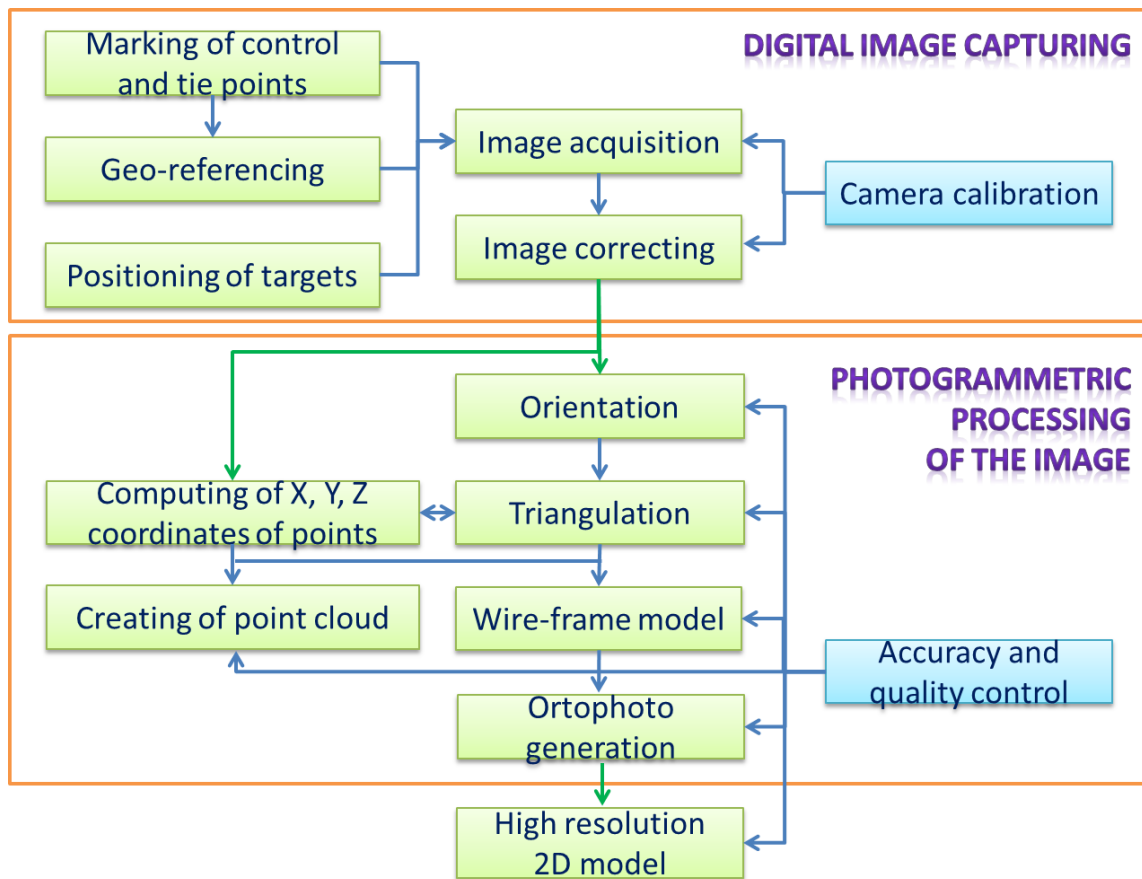 DIGITAL IMAGE CAPTURING
Marking of control
and tie points
Geo-referencing
Positioning of targets
Image acquisition
Image correcting
Camera calibration
PHOTOGRAMMETRIC
PROCESSING
OF THE IMAGE
Orientation
Computing of X, Y, Z
coordinates of points
Triangulation
Creating of point cloud
Wire-frame model
Accuracy and
quality control
Ortophoto
generation
High resolution
2D model